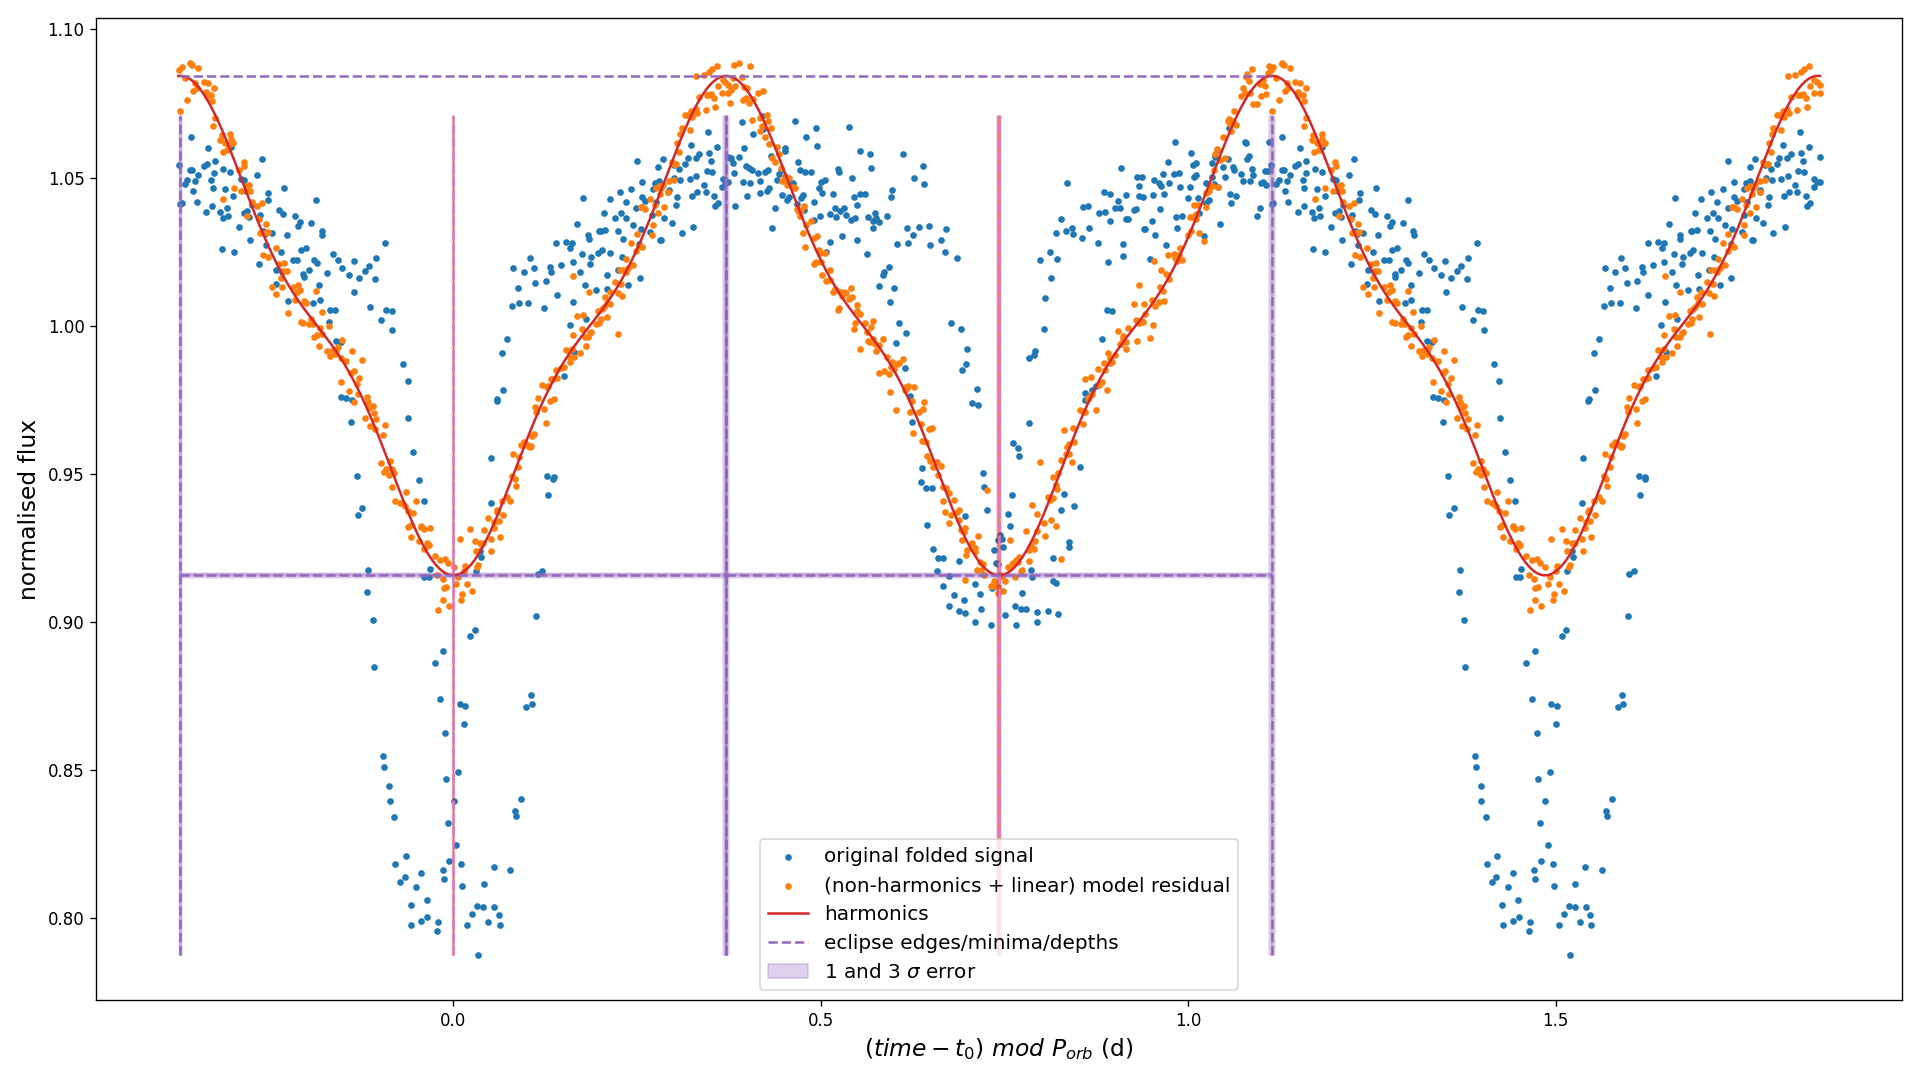 1.10
1.05
1.00
0.95
0.90
0.85
0.80
normalised flux
original folded signal
(non-harmonics + linear) model residual
harmonics
eclipse edges/minima/depths
1 and 3 σ error
0.0 0.5 1.0 1.5
(time − t₀) mod Pₒᵣb (d)